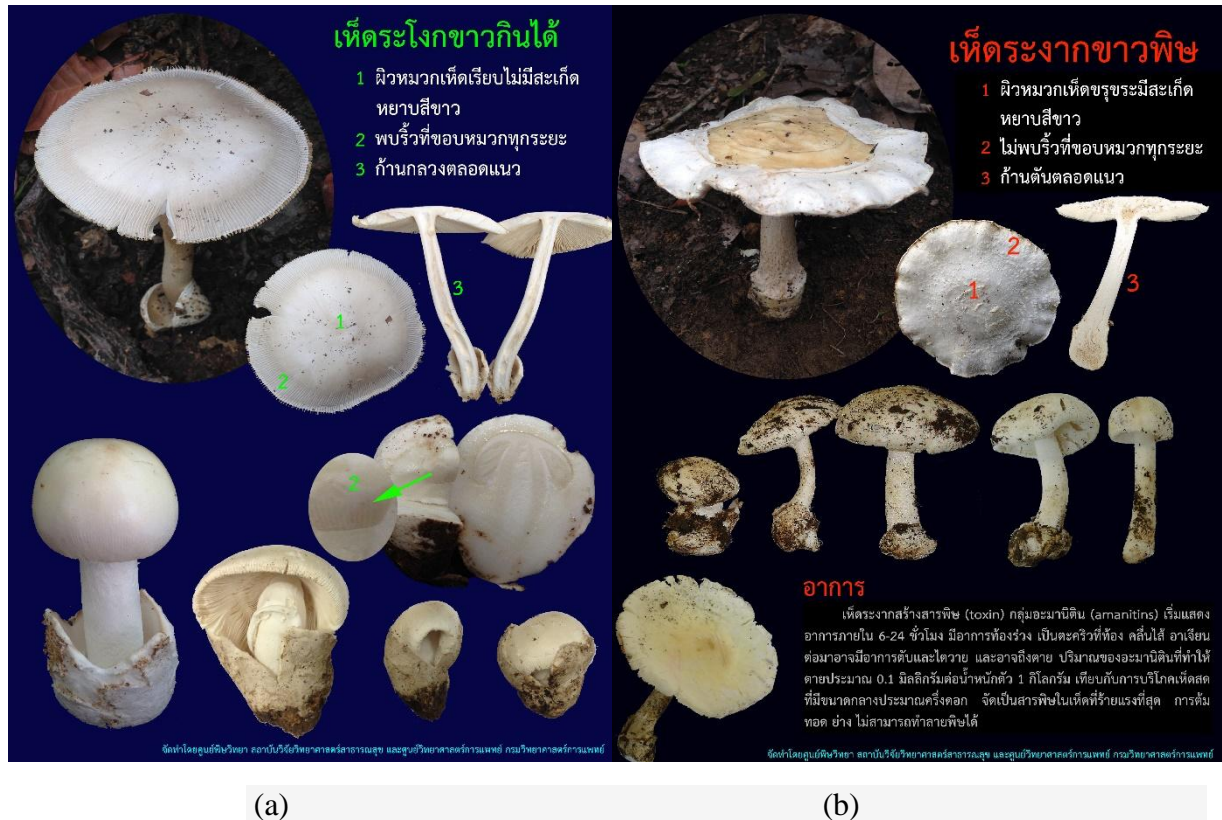 เห็ดระโงกขาวกินได้
1 ผิวหมวกเห็ดเรียบไม่มีสะเก็ด
หยาบสีขาว
2 พบริ้วที่ขอบหมวกทุกระยะ
3 ก้านกลวงตลอดแนว
3
1
2
2
จัดทำโดยศูนย์พิษวิทยา สถาบันวิจัยวิทยาศาสตร์สาธารณสุข และศูนย์วิทยาศาสตร์การแพทย์ กรมวิทยาศาสตร์การแพทย์
เห็ดระงากขาวพิษ
1 ผิวหมวกเห็ดขรุขระมีสะเก็ด
หยาบสีขาว
2 ไม่พบริ้วที่ขอบหมวกทุกระยะ
3 ก้านตันตลอดแนว
2
1
3
อาการ
เห็ดระงากสร้างสารพิษ (toxin) กลุ่มอะมานิติน (amanitins) เริ่มแสดง
อาการภายใน 6-24 ชั่วโมง มีอาการท้องร่วง เป็นตะคริวที่ท้อง คลื่นไส้ อาเจียน
ต่อมาอาจมีอาการตับและไตวาย และอาจถึงตาย ปริมาณของอะมานิตินที่ทำให้
ตายประมาณ 0.1 มิลลิกรัมต่อน้ำหนักตัว 1 กิโลกรัม เทียบกับการบริโภคเห็ดสด
ที่มีขนาดกลางประมาณครึ่งดอก จัดเป็นสารพิษในเห็ดที่ร้ายแรงที่สุด การต้ม
ทอด ย่าง ไม่สามารถทำลายพิษได้
จัดทำโดยศูนย์พิษวิทยา สถาบันวิจัยวิทยาศาสตร์สาธารณสุข และศูนย์วิทยาศาสตร์การแพทย์ กรมวิทยาศาสตร์การแพทย์
(a) (b)